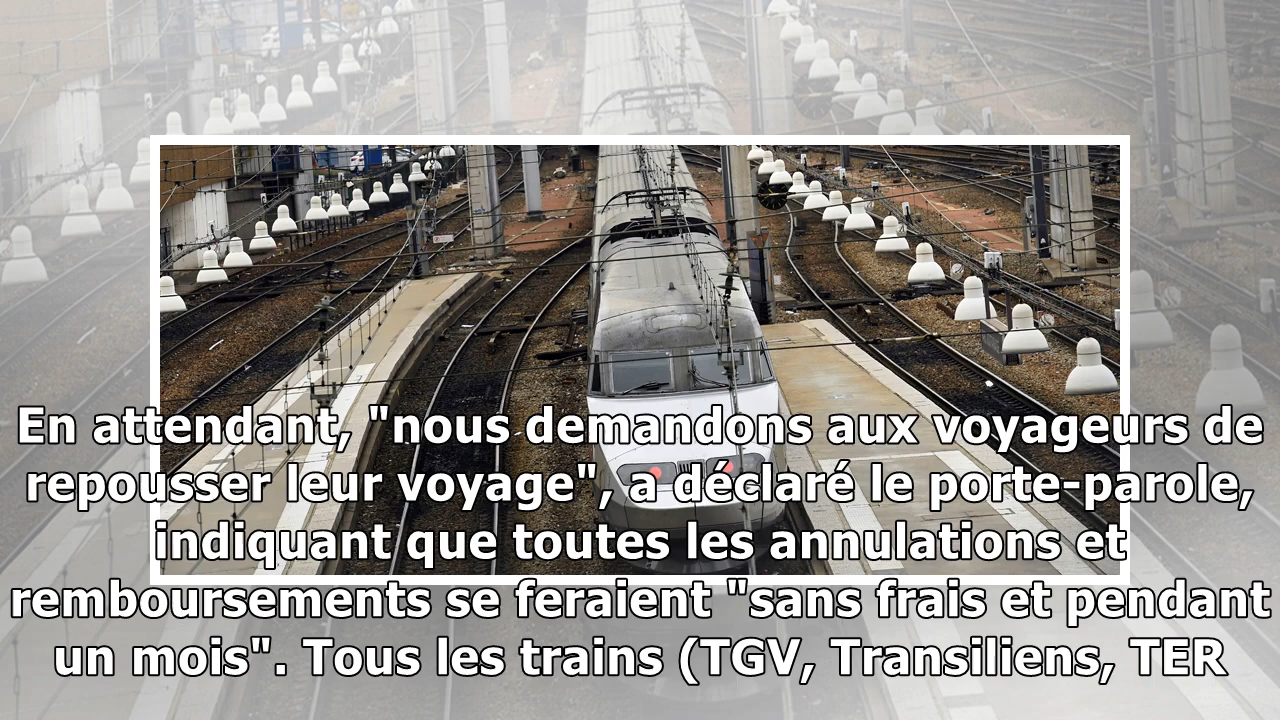 En attendant, "nous demandons aux voyageurs de
repousser leur voyage", a déclaré le porte-parole,
indiquant que toutes les annulations et
remboursements se feraient "sans frais et pendant
un mois". Tous les trains (TGV, Transiliens, TER